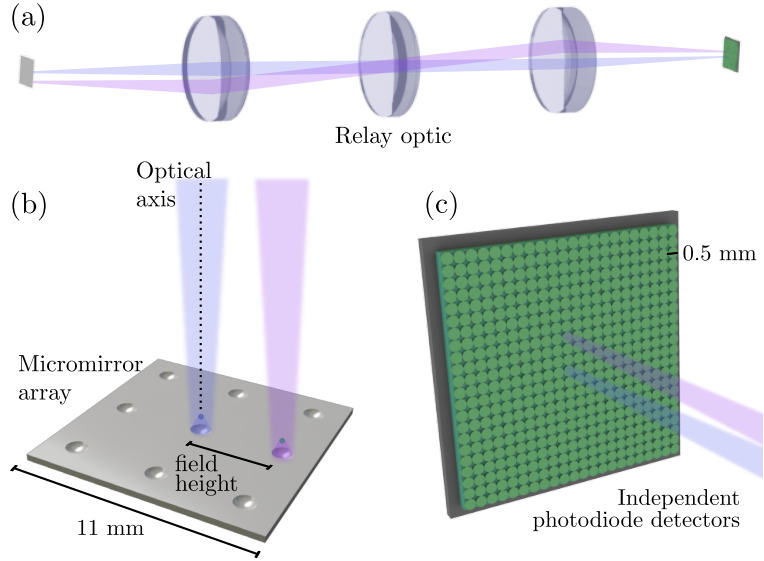 (a)
Relay optic
(b)
Optical
axis
Micromirror
array
field
height
11 mm
(c)
0.5 mm
Independent
photodiode detectors